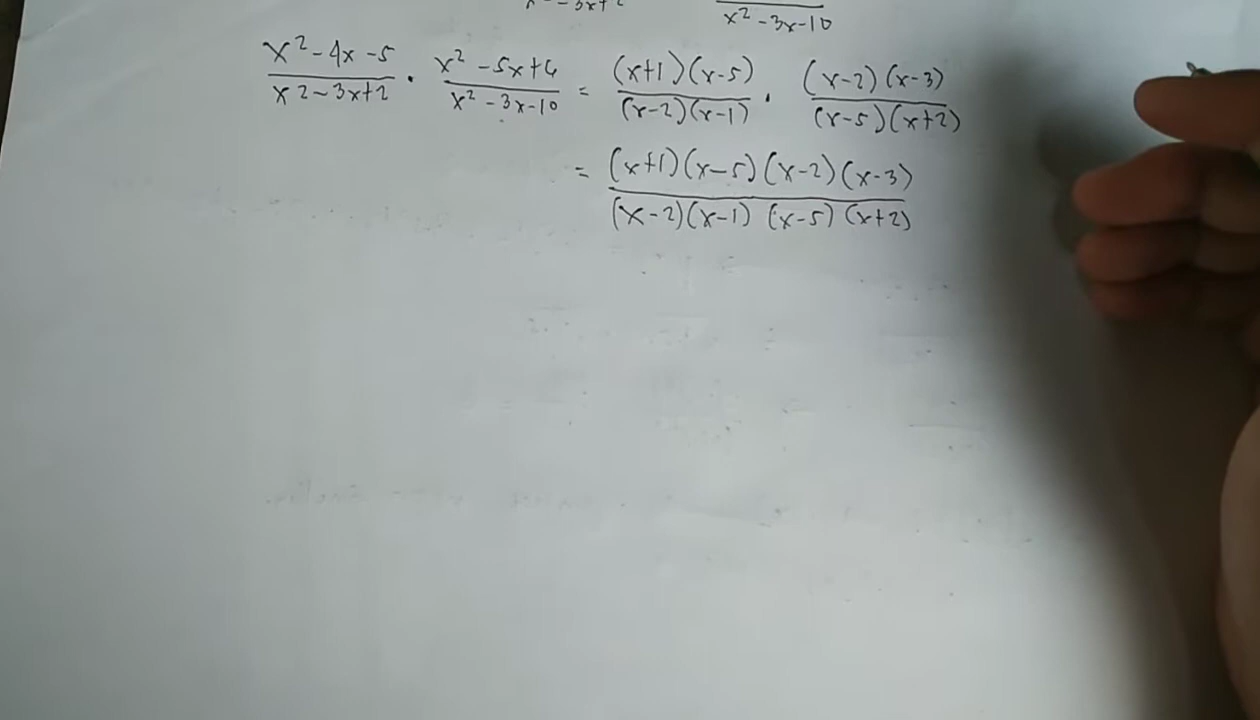 x² - 3x - 10
x² - 4x - 5 / x² - 3x + 2 · x² - 5x + 6 / x² - 3x - 10 = (x+1)(x-5) / (x-2)(x-1) · (x-2)(x-3) / (x-5)(x+2)
= (x+1)(x-5)(x-2)(x-3) / (x-2)(x-1)(x-5)(x+2)